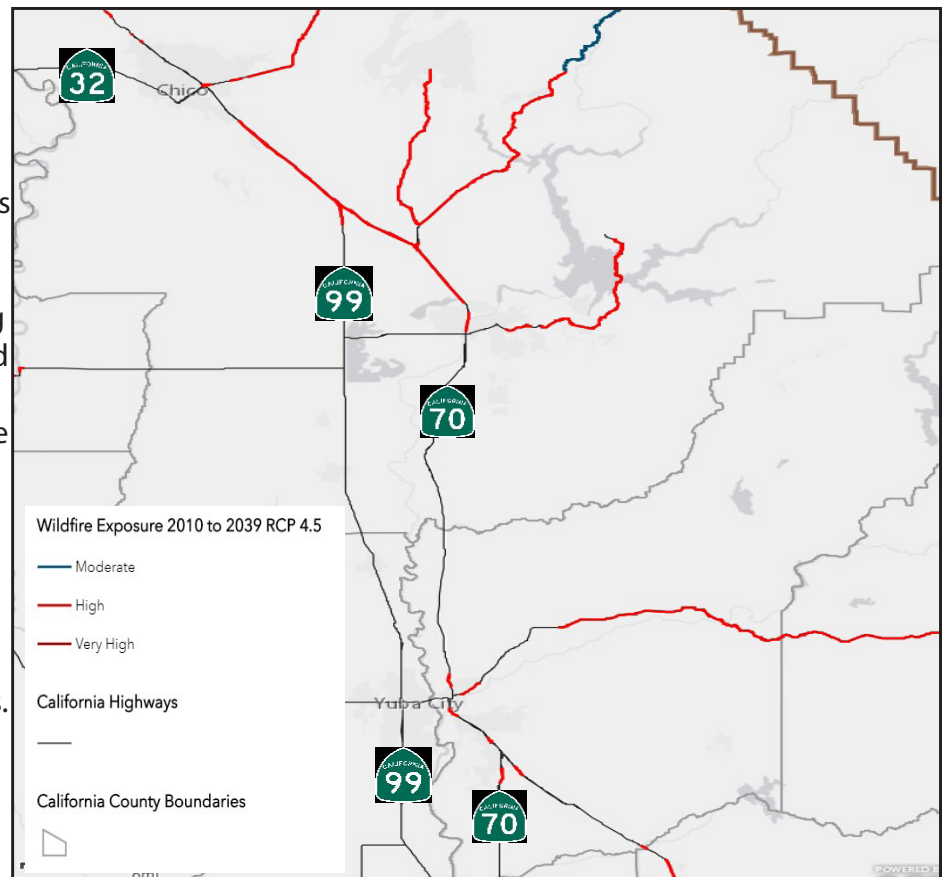 CALIFORNIA
32
Chico
s
CALIFORNIA
99
g
d
CALIFORNIA
70
e
Wildfire Exposure 2010 to 2039 RCP 4.5
Moderate
High
Very High
California Highways
s.
Yuba City
CALIFORNIA
99
California County Boundaries
CALIFORNIA
70
POWERED